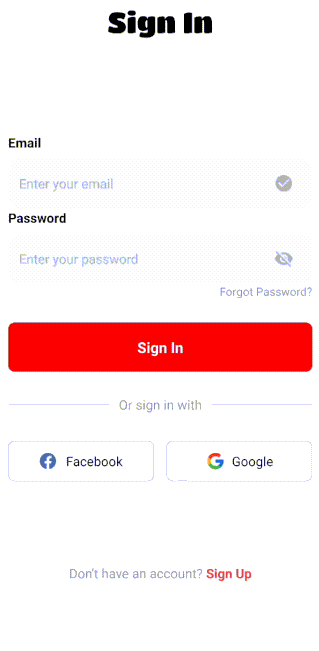 Sign In
Email
Enter your email
Password
Enter your password
Forgot Password?
Sign In
Or sign in with
Facebook
Google
Don't have an account? Sign Up